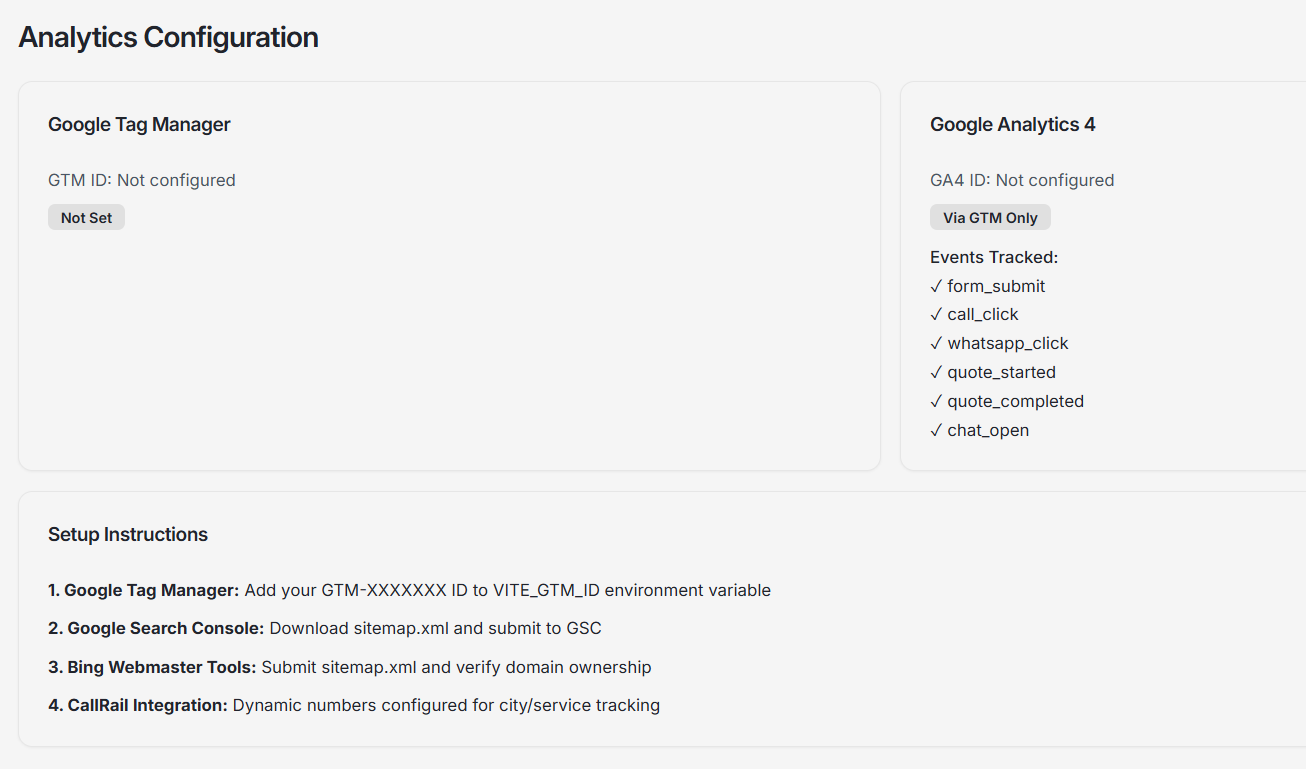 Analytics Configuration
Google Tag Manager
GTM ID: Not configured
Not Set
Google Analytics 4
GA4 ID: Not configured
Via GTM Only
Events Tracked:
✓ form_submit
✓ call_click
✓ whatsapp_click
✓ quote_started
✓ quote_completed
✓ chat_open
Setup Instructions
1. Google Tag Manager: Add your GTM-XXXXXXX ID to VITE_GTM_ID environment variable
2. Google Search Console: Download sitemap.xml and submit to GSC
3. Bing Webmaster Tools: Submit sitemap.xml and verify domain ownership
4. CallRail Integration: Dynamic numbers configured for city/service tracking